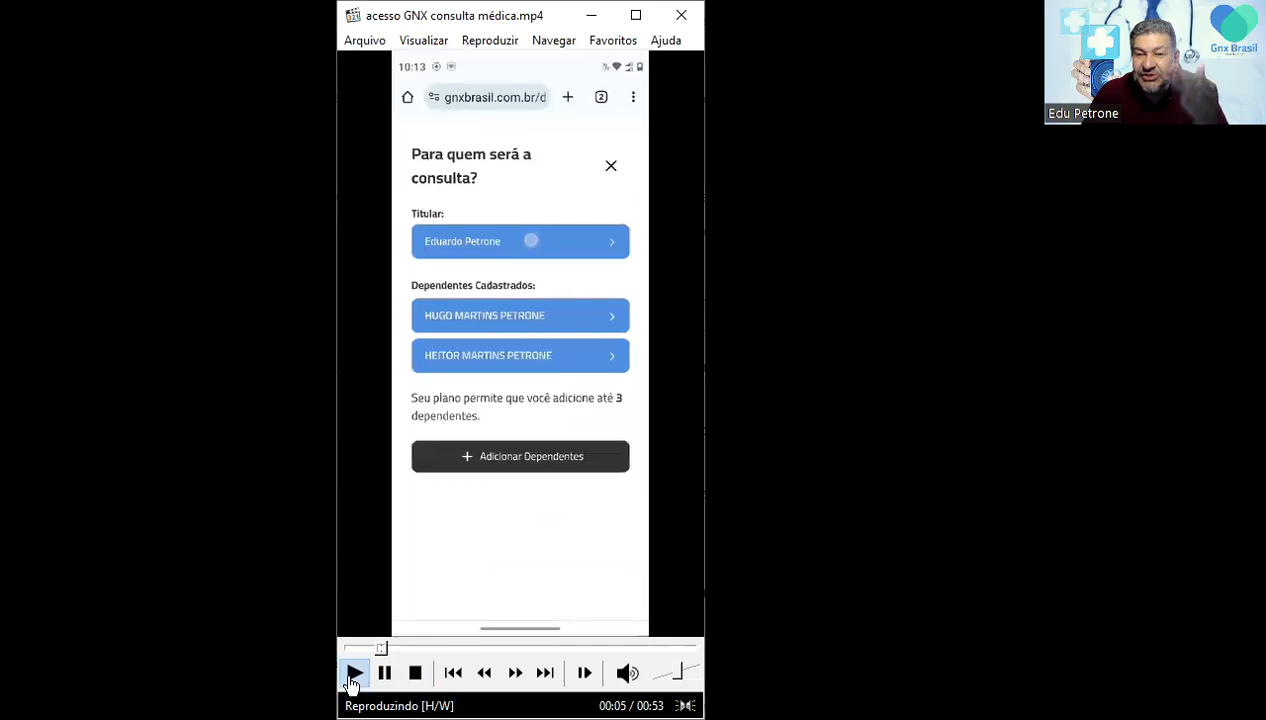 acesso GNX consulta médica.mp4
Arquivo Visualizar Reproduzir Navegar Favoritos Ajuda
10:13
gnxbrasil.com.br/d
2
Para quem será a
consulta?
Titular:
Eduardo Petrone
Dependentes Cadastrados:
HUGO MARTINS PETRONE
HEITOR MARTINS PETRONE
Seu plano permite que você adicione até 3
dependentes.
+ Adicionar Dependentes
Reproduzindo [H/W] 00:05 / 00:53
Gnx Brasil
Edu Petrone